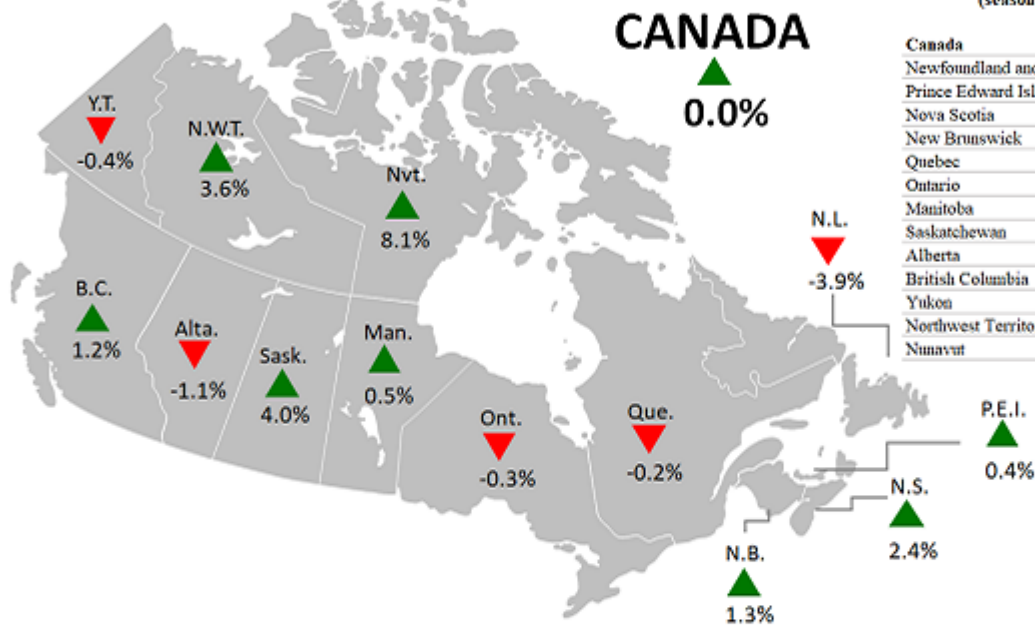 (season
CANADA
0.0%
Canada
Newfoundland and
Prince Edward Isl
Nova Scotia
New Brunswick
Quebec
Ontario
Manitoba
Saskatchewan
Alberta
British Columbia
Yukon
Northwest Territo
Nunavut
Y.T.
-0.4%
N.W.T.
3.6%
Nvt.
8.1%
N.L.
-3.9%
B.C.
1.2%
Alta.
-1.1%
Sask.
4.0%
Man.
0.5%
Ont.
-0.3%
Que.
-0.2%
P.E.I.
0.4%
N.S.
2.4%
N.B.
1.3%